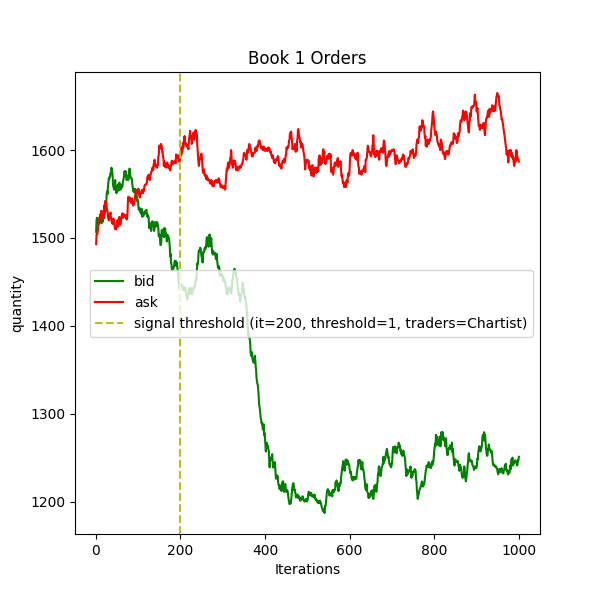 Book 1 Orders
1600
1500
1400
1300
1200
quantity
bid
ask
signal threshold (it=200, threshold=1, traders=Chartist)
0
200
400
600
800
1000
Iterations